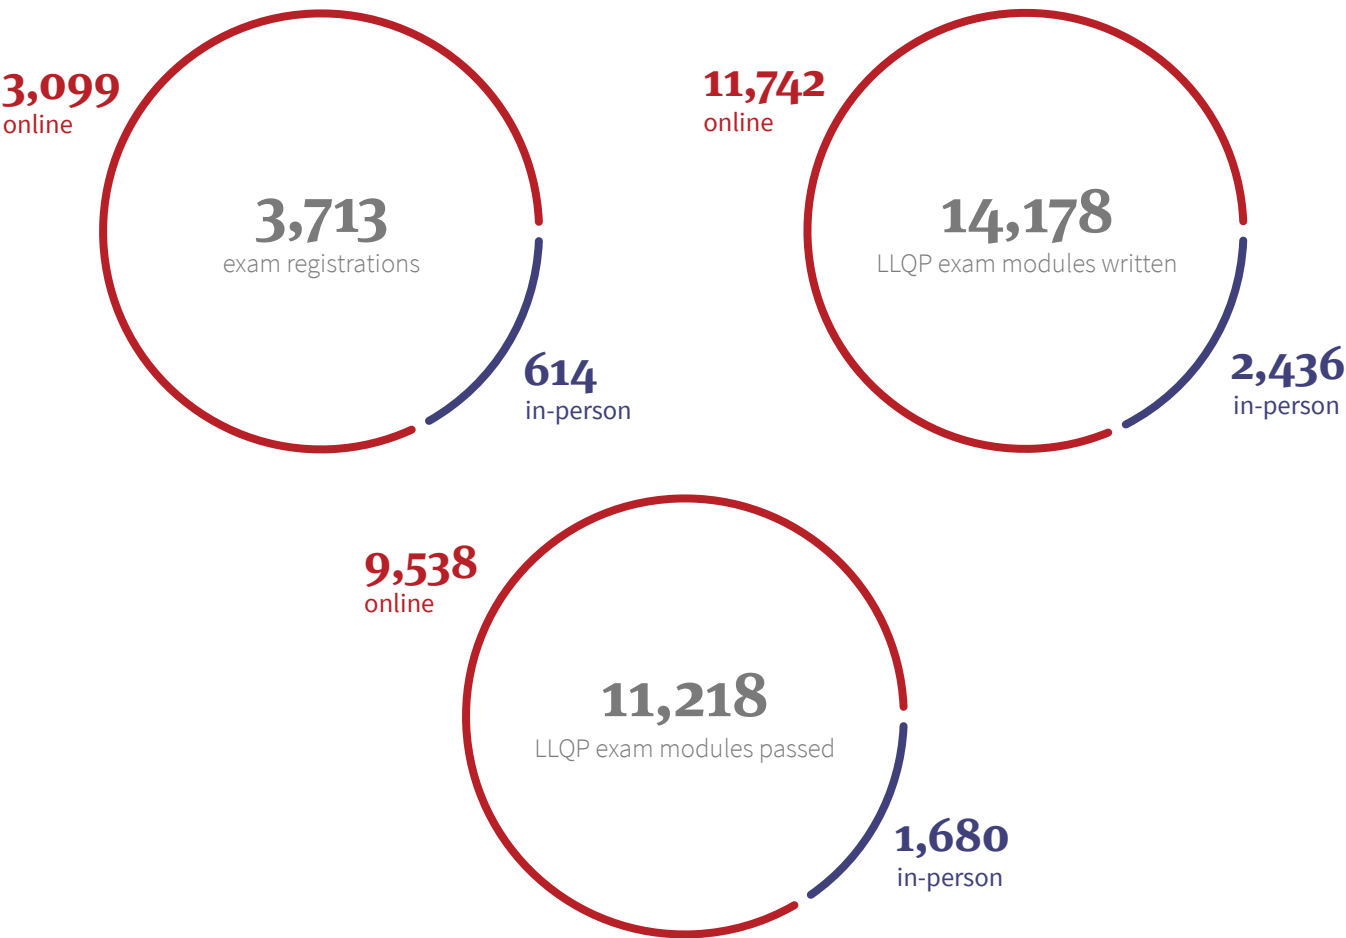 3,099
online
3,713
exam registrations
614
in-person
11,742
online
14,178
LLQP exam modules written
2,436
in-person
9,538
online
11,218
LLQP exam modules passed
1,680
in-person